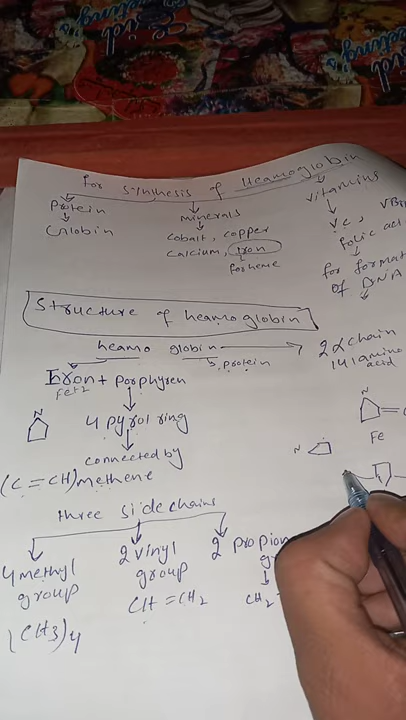 For synthesis of Heamoglobin
Protein
Globin
Minerals
Cobalt, copper
Calcium, Iron
for heme
Vitamins
VC, VB12
folic
for format
of DNA
Structure of heamoglobin
heamo globin
protein
2 α chain
141 amino
acid
Iron + Porphyren
Fe+2
4 pyrol ring
connected by
(C=CH) methene
three side chains
4 methyl
group
(CH3)4
2 vinyl
group
CH=CH2
2 propion
CH2
N
N
N
Fe